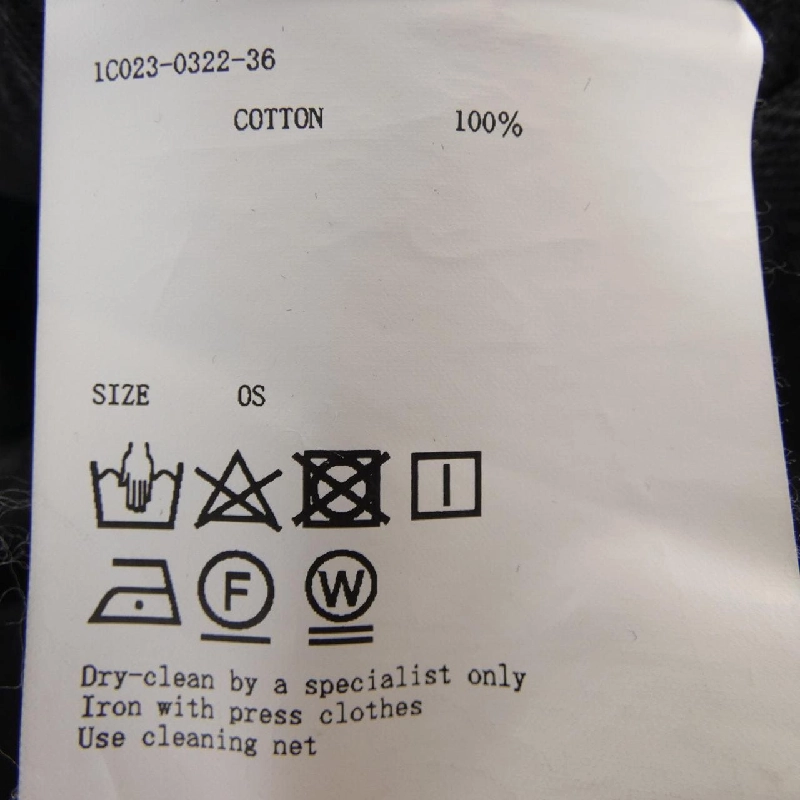 1C023-0322-36
COTTON 100%
SIZE OS
F W
Dry-clean by a specialist only
Iron with press clothes
Use cleaning net